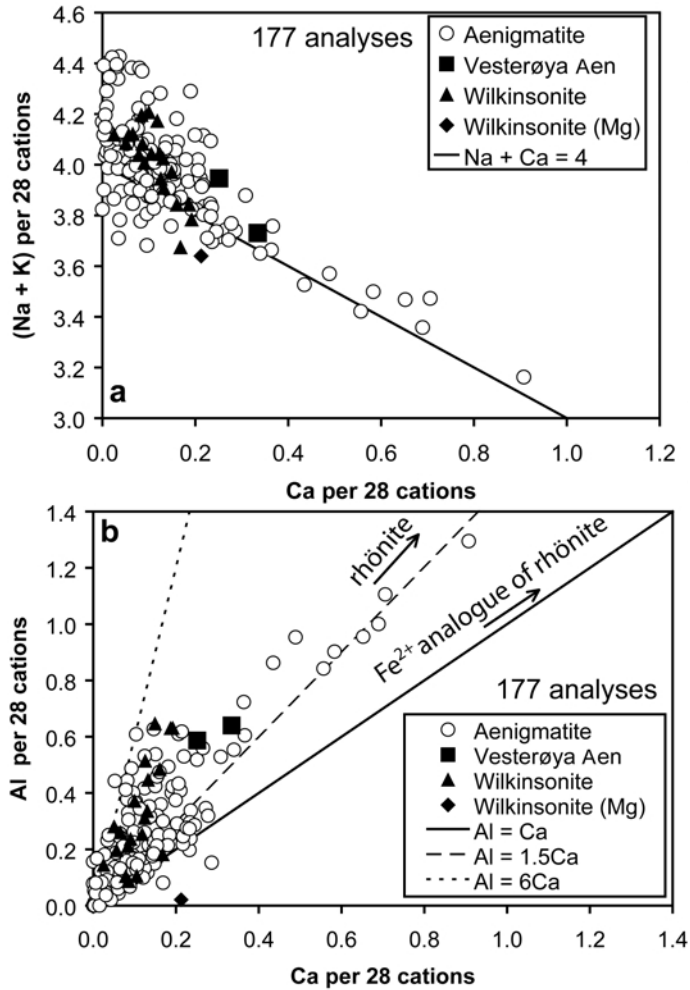 4.6
177 analyses
Aenigmatite
Vesterøya Aen
Wilkinsonite
Wilkinsonite (Mg)
Na + Ca = 4
4.4
4.2
4.0
3.8
3.6
3.4
3.2
3.0
(Na + K) per 28 cations
a
0.0 0.2 0.4 0.6 0.8 1.0 1.2
Ca per 28 cations
1.4
b
rhönite
Fe2+ analogue of rhönite
1.2
1.0
0.8
0.6
0.4
0.2
0.0
Al per 28 cations
177 analyses
Aenigmatite
Vesterøya Aen
Wilkinsonite
Wilkinsonite (Mg)
Al = Ca
Al = 1.5Ca
Al = 6Ca
0.0 0.2 0.4 0.6 0.8 1.0 1.2 1.4
Ca per 28 cations